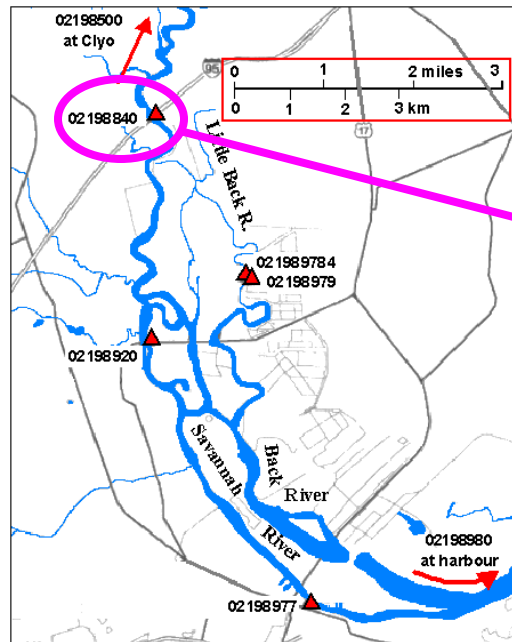 02198500
at Clyo
95
0 1 2 miles 3
0 1 2 3 km
02198840
17
Little Back R.
021989784
02198979
02198920
Savannah
River
Back
River
02198980
at harbour
02198977